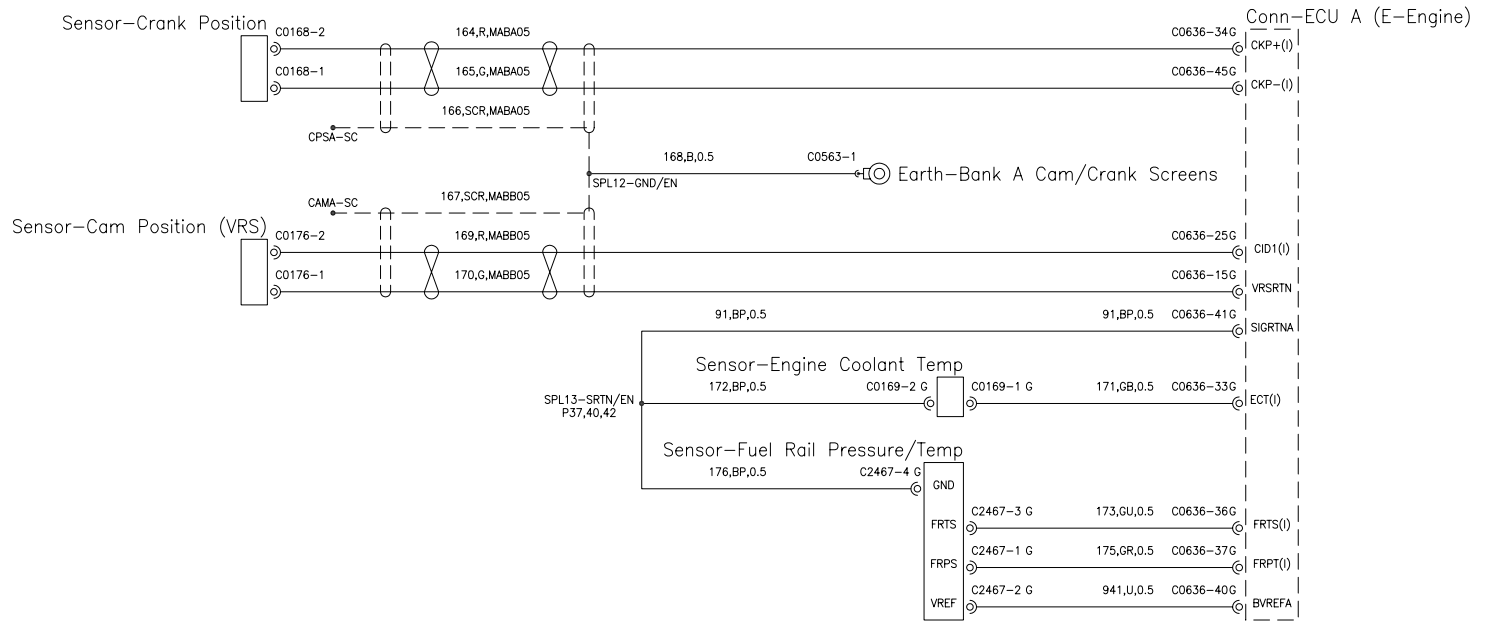 Conn-ECU A (E-Engine)
Sensor-Crank Position
C0168-2 164,R,MABA05 C0636-34G CKP+(I)
C0168-1 165,G,MABA05 C0636-45G CKP-(I)
166,SCR,MABA05
CPSA-SC
168,B,0.5 C0563-1
Earth-Bank A Cam/Crank Screens
SPL12-GND/EN
167,SCR,MABB05
CAMA-SC
Sensor-Cam Position (VRS)
C0176-2 169,R,MABB05 C0636-25G CID1(I)
C0176-1 170,G,MABB05 C0636-15G VRSRTN
91,BP,0.5 91,BP,0.5 C0636-41G SIGRTNA
Sensor-Engine Coolant Temp
172,BP,0.5 C0169-2 G C0169-1 G 171,GB,0.5 C0636-33G ECT(I)
SPL13-SRTN/EN
P37,40,42
Sensor-Fuel Rail Pressure/Temp
176,BP,0.5 C2467-4 G GND
FRTS C2467-3 G 173,GU,0.5 C0636-36G FRTS(I)
FRPS C2467-1 G 175,GR,0.5 C0636-37G FRPT(I)
VREF C2467-2 G 941,U,0.5 C0636-40G BVREFA